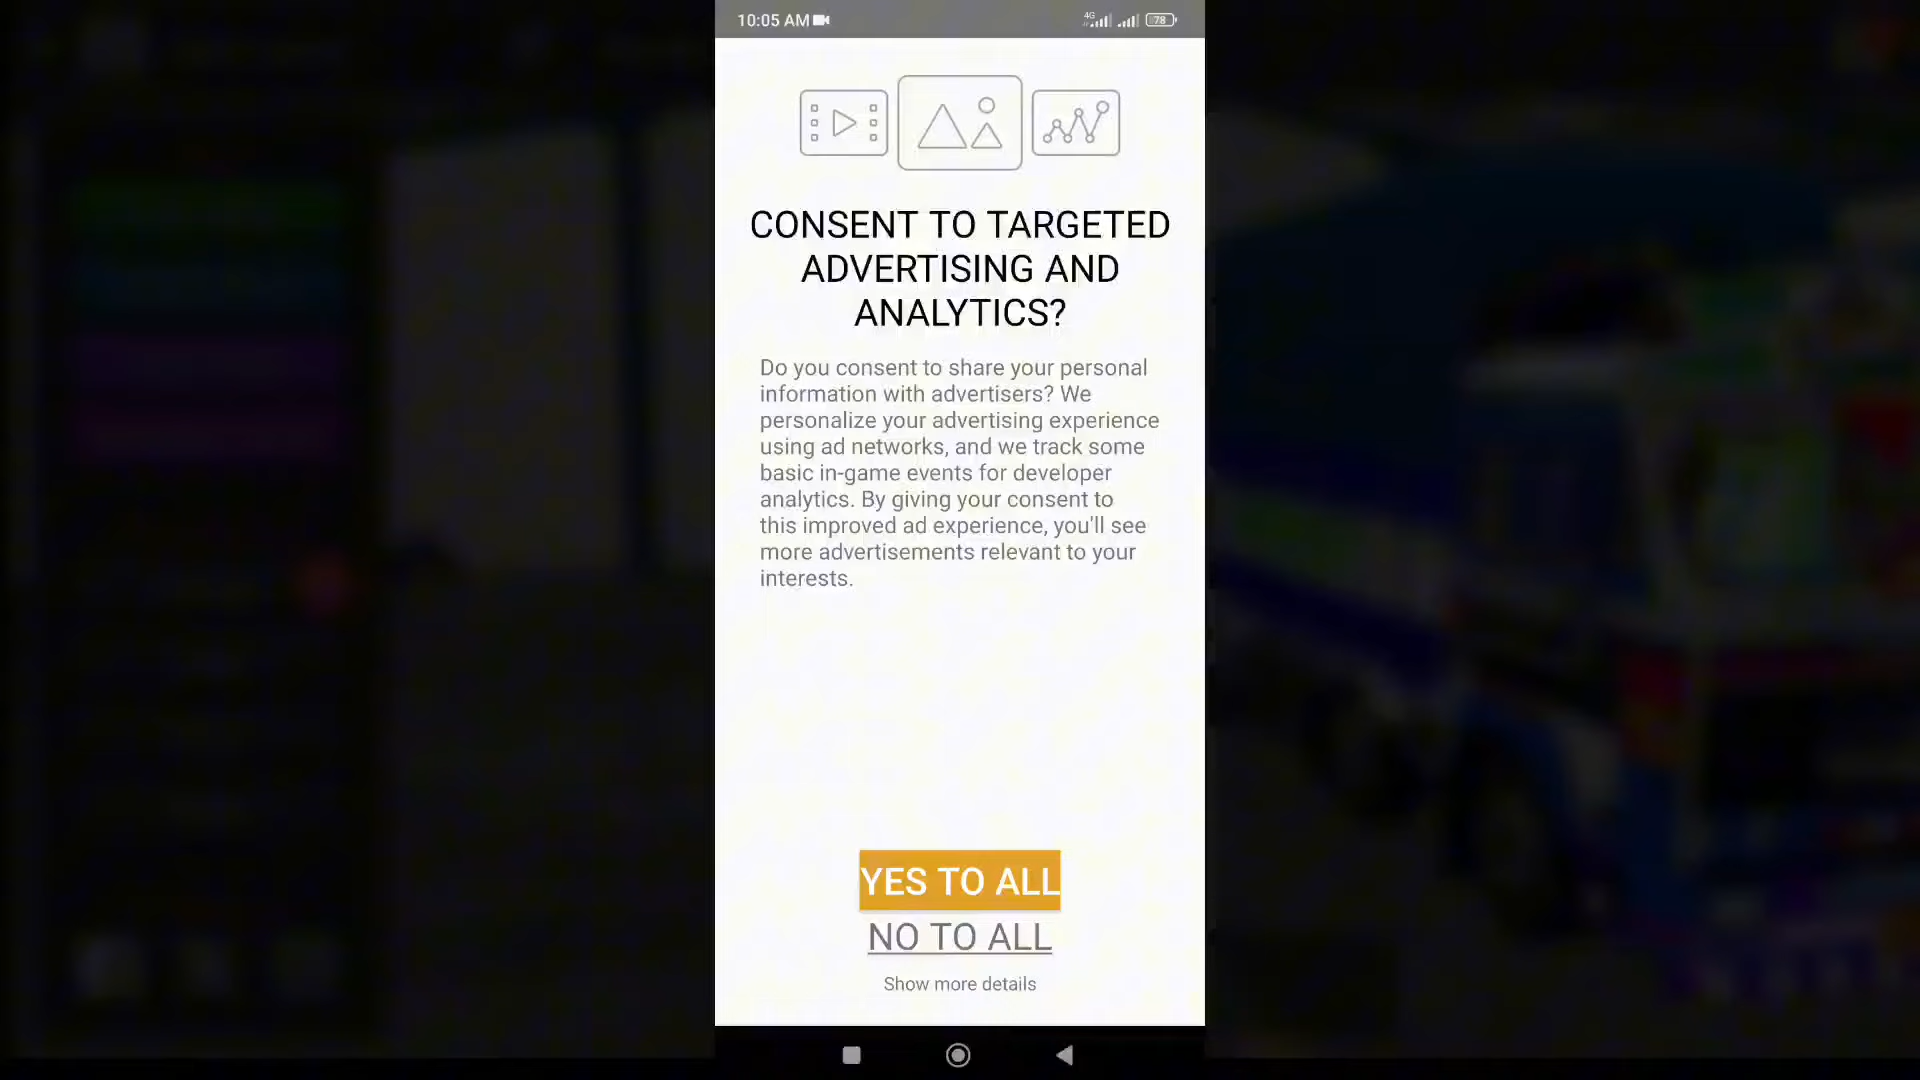 10:05 AM
4G
78
CONSENT TO TARGETED
ADVERTISING AND
ANALYTICS?
Do you consent to share your personal
information with advertisers? We
personalize your advertising experience
using ad networks, and we track some
basic in-game events for developer
analytics. By giving your consent to
this improved ad experience, you'll see
more advertisements relevant to your
interests.
YES TO ALL
NO TO ALL
Show more details